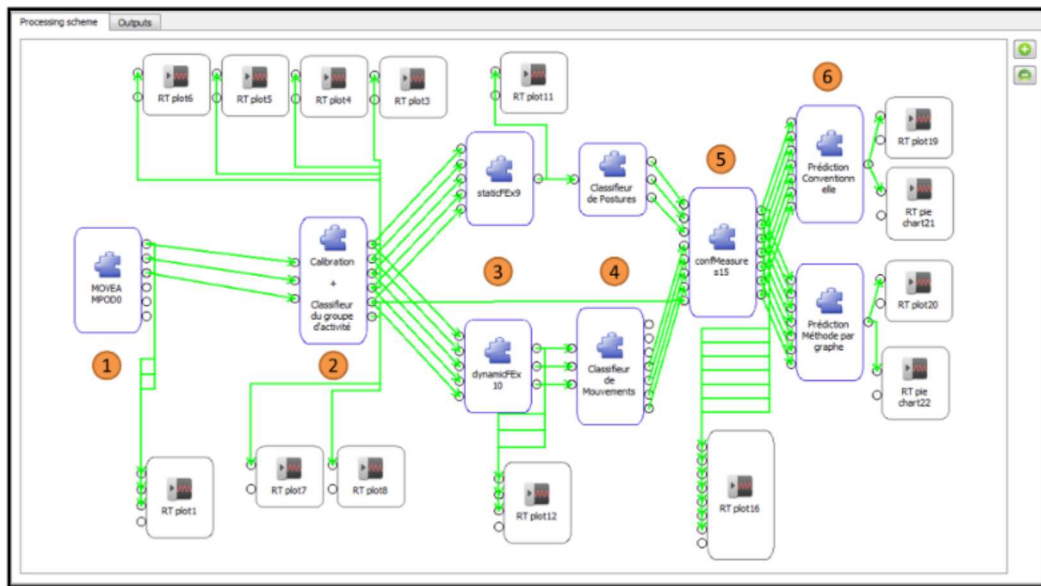 Processing scheme
Outputs
RT plot6
RT plot5
RT plot4
RT plot3
RT plot11
6
Prédiction
Conventionnelle
RT plot19
RT pie
chart21
staticFEx9
Classifieur
de Postures
5
confMeasure
s15
MOVEA
MPOD0
Calibration
+
Classifieur
du groupe
d'activité
3
4
1
2
dynamicFEx
10
Classifieur
de
Mouvements
Prédiction
Méthode par
graphe
RT plot20
RT pie
chart22
RT plot1
RT plot7
RT plot8
RT plot12
RT plot16